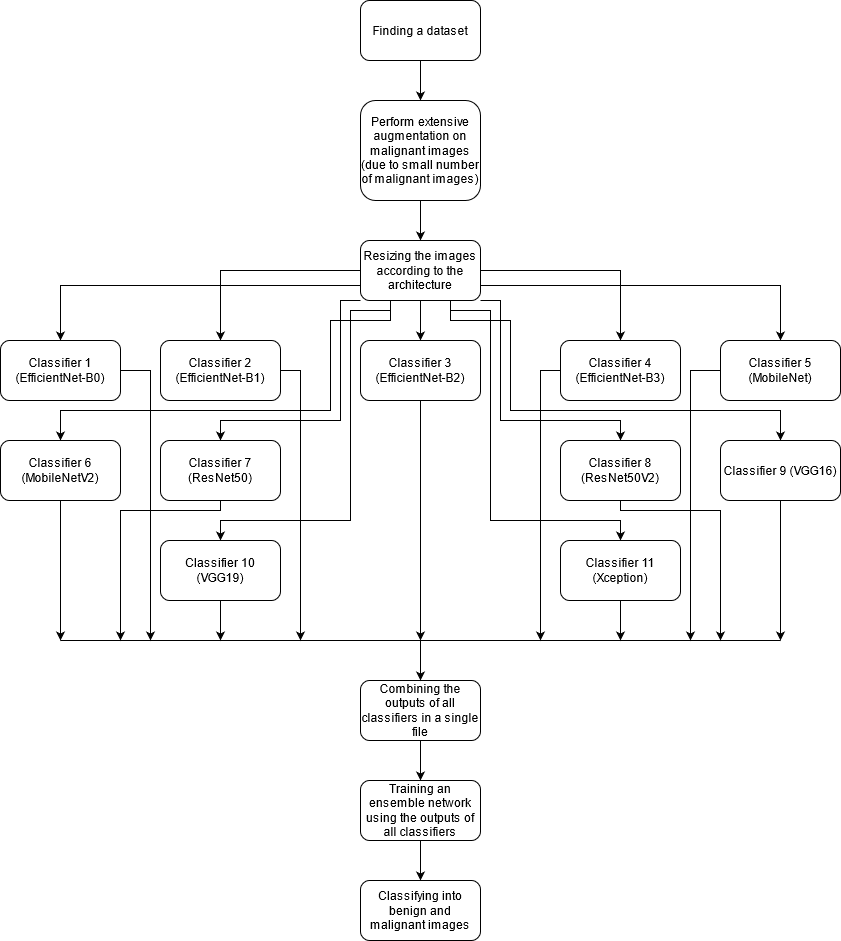 Finding a dataset
Perform extensive
augmentation on
malignant images
(due to small number
of malignant images)
Resizing the images
according to the
architecture
Classifier 1
(EfficientNet-B0)
Classifier 2
(EfficientNet-B1)
Classifier 3
(EfficientNet-B2)
Classifier 4
(EfficientNet-B3)
Classifier 5
(MobileNet)
Classifier 6
(MobileNetV2)
Classifier 7
(ResNet50)
Classifier 8
(ResNet50V2)
Classifier 9 (VGG16)
Classifier 10
(VGG19)
Classifier 11
(Xception)
Combining the
outputs of all
classifiers in a single
file
Training an
ensemble network
using the outputs of
all classifiers
Classifying into
benign and
malignant images